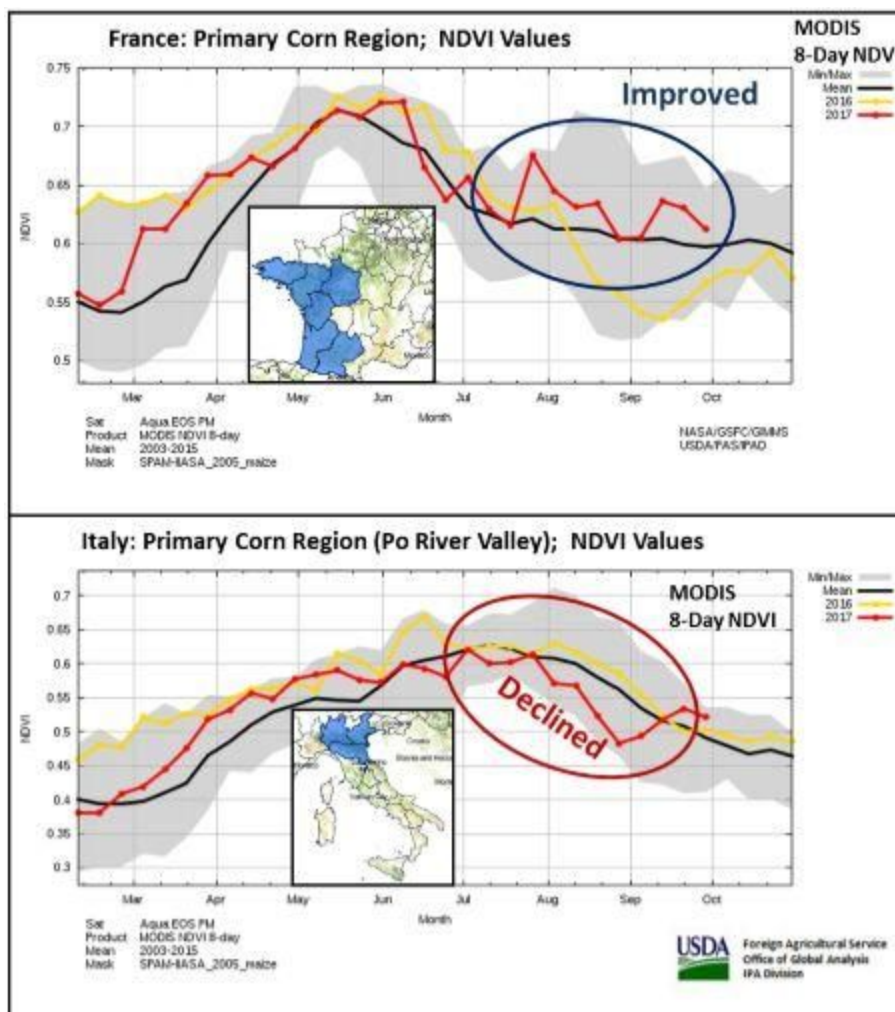 France: Primary Corn Region; NDVI Values
MODIS
8-Day NDV
Min/Max
Mean
2016
2017
Improved
0.75
0.7
0.65
0.6
0.55
0.5
NDVI
Mar Apr May Jun Jul Aug Sep Oct
Month
Sat Aqua EOS PM
Product MODIS NDVI 8-day
Mean 2003-2015
Mask SPAM-IIASA_2005_maize
NASA/GSFC/GIMMS
USDA/FAS/IPAD
Italy: Primary Corn Region (Po River Valley); NDVI Values
MODIS
8-Day NDVI
Min/Max
Mean
2016
2017
Declined
0.7
0.65
0.6
0.55
0.5
0.45
0.4
0.35
0.3
NDVI
Croatia
Mar Apr May Jun Jul Aug Sep Oct
Month
Sat Aqua EOS PM
Product MODIS NDVI 8-day
Mean 2003-2015
Mask SPAM-IIASA_2005_maize
USDA
Foreign Agricultural Service
Office of Global Analysis
IPA Division